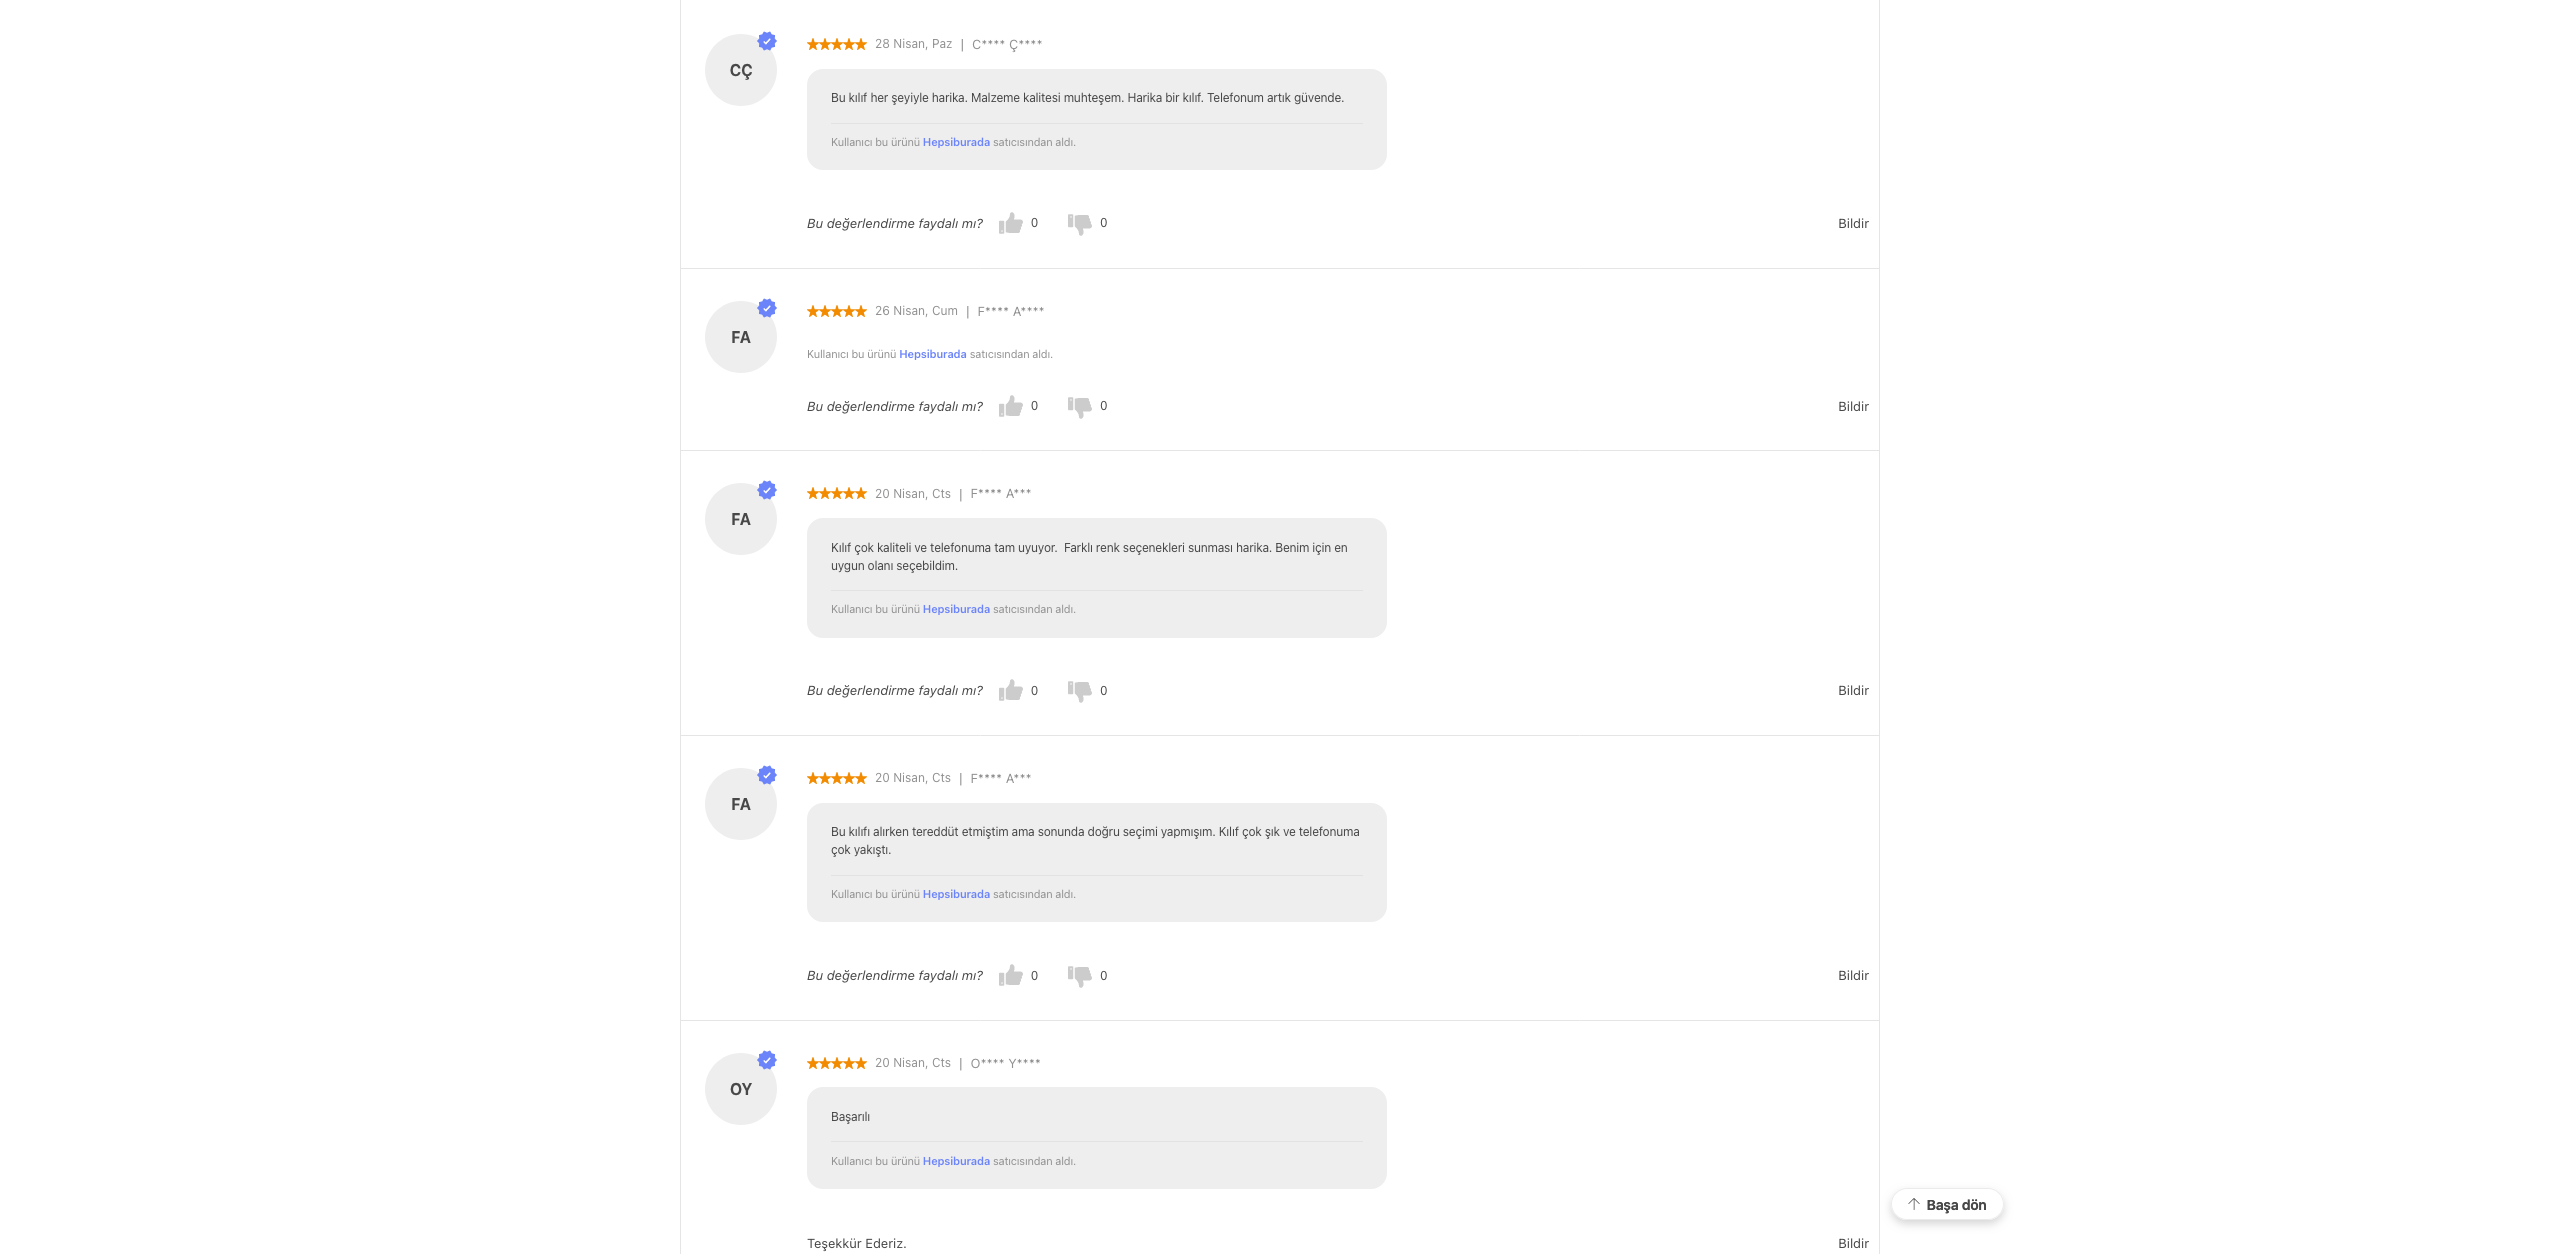 CÇ
28 Nisan, Paz | C**** Ç****
Bu kılıf her şeyiyle harika. Malzeme kalitesi muhteşem. Harika bir kılıf. Telefonum artık güvende.
Kullanıcı bu ürünü Hepsiburada satıcısından aldı.
Bu değerlendirme faydalı mı? 0 0 Bildir
FA
26 Nisan, Cum | F**** A****
Kullanıcı bu ürünü Hepsiburada satıcısından aldı.
Bu değerlendirme faydalı mı? 0 0 Bildir
FA
20 Nisan, Cts | F**** A***
Kılıf çok kaliteli ve telefonuma tam uyuyor.  Farklı renk seçenekleri sunması harika. Benim için en
uygun olanı seçebildim.
Kullanıcı bu ürünü Hepsiburada satıcısından aldı.
Bu değerlendirme faydalı mı? 0 0 Bildir
FA
20 Nisan, Cts | F**** A***
Bu kılıfı alırken tereddüt etmiştim ama sonunda doğru seçimi yapmışım. Kılıf çok şık ve telefonuma
çok yakıştı.
Kullanıcı bu ürünü Hepsiburada satıcısından aldı.
Bu değerlendirme faydalı mı? 0 0 Bildir
OY
20 Nisan, Cts | O**** Y****
Başarılı
Kullanıcı bu ürünü Hepsiburada satıcısından aldı.
Başa dön
Teşekkür Ederiz. Bildir